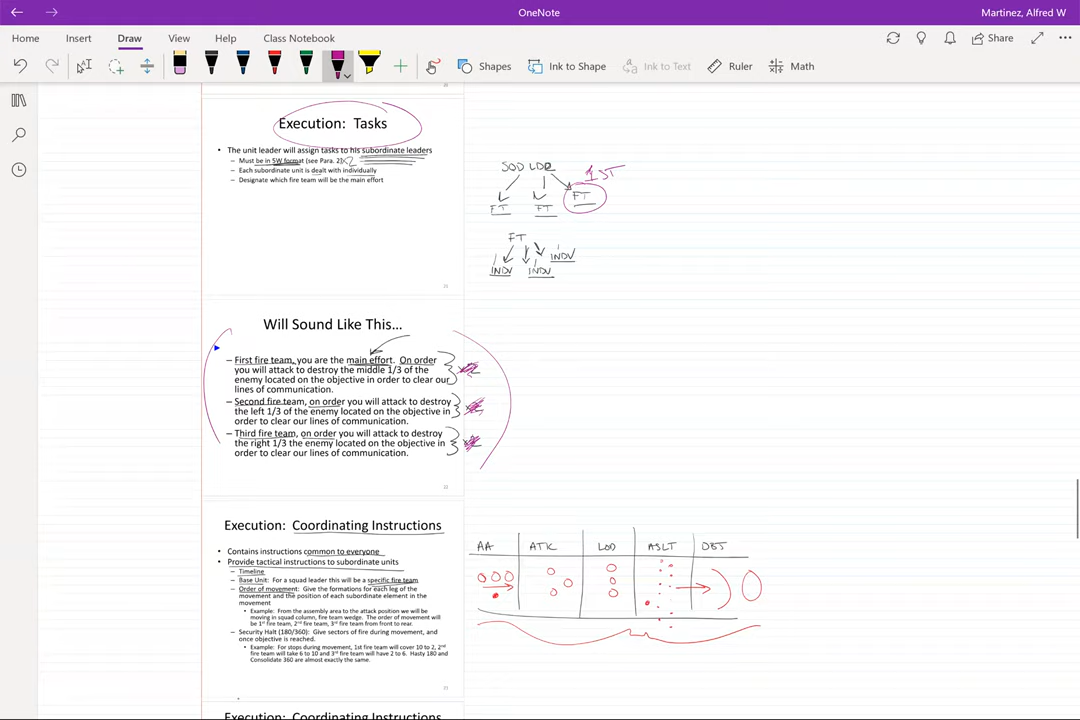 OneNote
Martinez, Alfred W
Home Insert Draw View Help Class Notebook
Share
Shapes
Ink to Shape
Ink to Text
Ruler
Math
Execution: Tasks
• The unit leader will assign tasks to his subordinate leaders
– Must be in 5W format (see Para. 2)
– Each subordinate unit is dealt with individually
– Designate which fire team will be the main effort
SQD LDR
1ST
FT FT FT
FT
INDV INDV INDV
21
Will Sound Like This…
– First fire team, you are the main effort. On order
you will attack to destroy the middle 1/3 of the
enemy located on the objective in order to clear our
lines of communication.
– Second fire team, on order you will attack to destroy
the left 1/3 of the enemy located on the objective in
order to clear our lines of communication.
– Third fire team, on order you will attack to destroy
the right 1/3 the enemy located on the objective in
order to clear our lines of communication.
22
Execution: Coordinating Instructions
• Contains instructions common to everyone
• Provide tactical instructions to subordinate units
– Timeline
– Base Unit: For a squad leader this will be a specific fire team
– Order of movement: Give the formations for each leg of the
movement and the position of each subordinate element in the
movement
• Example: From the assembly area to the attack position we will be
moving in squad column, fire team wedge. The order of movement will
be 1st fire team, 2nd fire team, 3rd fire team from front to rear.
– Security Halt (180/360): Give sectors of fire during movement, and
once objective is reached.
• Example: For stops during movement, 1st fire team will cover 10 to 2, 2nd
fire team will take 6 to 10 and 3rd fire team will have 2 to 6. Hasty 180 and
Consolidate 360 are almost exactly the same.
AA ATK LOD ASLT OBJ
Execution: Coordinating Instructions